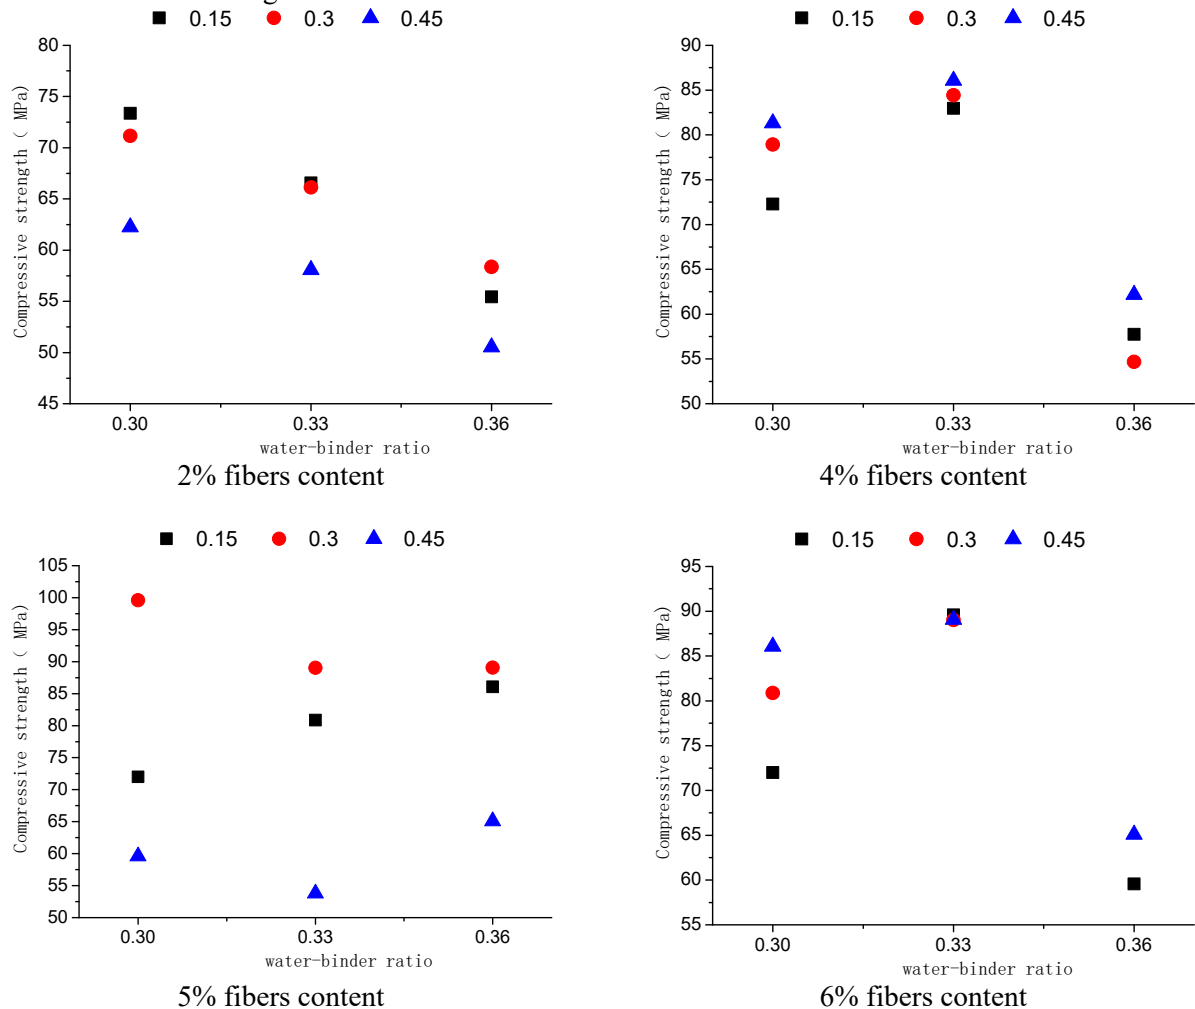 0.15 0.3 0.45
80
75
70
65
60
55
50
45
Compressive strength ( MPa)
0.30 0.33 0.36
water-binder ratio
2% fibers content
0.15 0.3 0.45
90
85
80
75
70
65
60
55
50
Compressive strength ( MPa)
0.30 0.33 0.36
water-binder ratio
4% fibers content
0.15 0.3 0.45
105
100
95
90
85
80
75
70
65
60
55
50
Compressive strength ( MPa)
0.30 0.33 0.36
water-binder ratio
5% fibers content
0.15 0.3 0.45
95
90
85
80
75
70
65
60
55
Compressive strength ( MPa)
0.30 0.33 0.36
water-binder ratio
6% fibers content